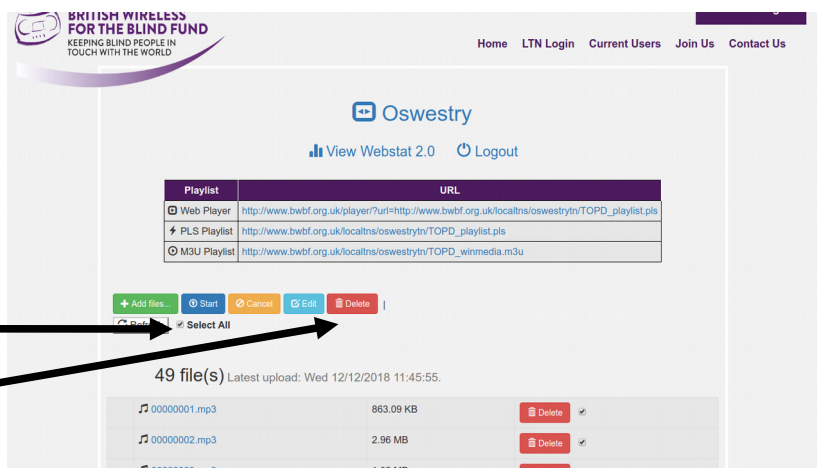 BRITISH WIRELESS
FOR THE BLIND FUND
KEEPING BLIND PEOPLE IN
TOUCH WITH THE WORLD
Home LTN Login Current Users Join Us Contact Us
Oswestry
View Webstat 2.0 Logout
Playlist URL
Web Player http://www.bwbf.org.uk/player/?url=http://www.bwbf.org.uk/localtns/oswestrytn/TOPD_playlist.pls
PLS Playlist http://www.bwbf.org.uk/localtns/oswestrytn/TOPD_playlist.pls
M3U Playlist http://www.bwbf.org.uk/localtns/oswestrytn/TOPD_winmedia.m3u
+ Add files... Start Cancel Edit Delete |
Select All
49 file(s) Latest upload: Wed 12/12/2018 11:45:55.
00000001.mp3 863.09 KB Delete
00000002.mp3 2.96 MB Delete